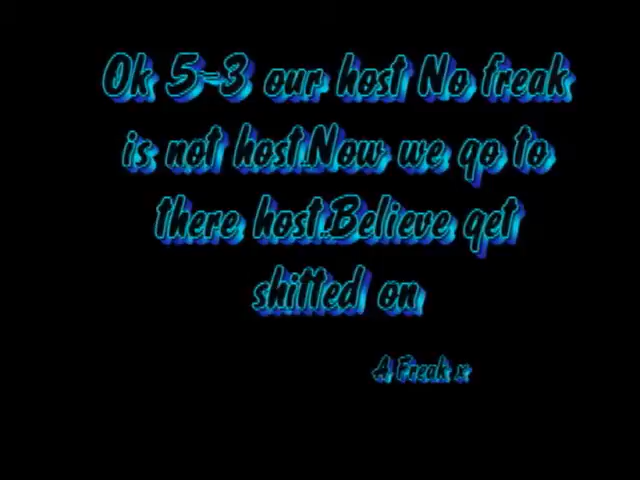 Ok 5-3 our host No freak
is not host.Now we go to
there host..Believe get
shitted on
A Freak x